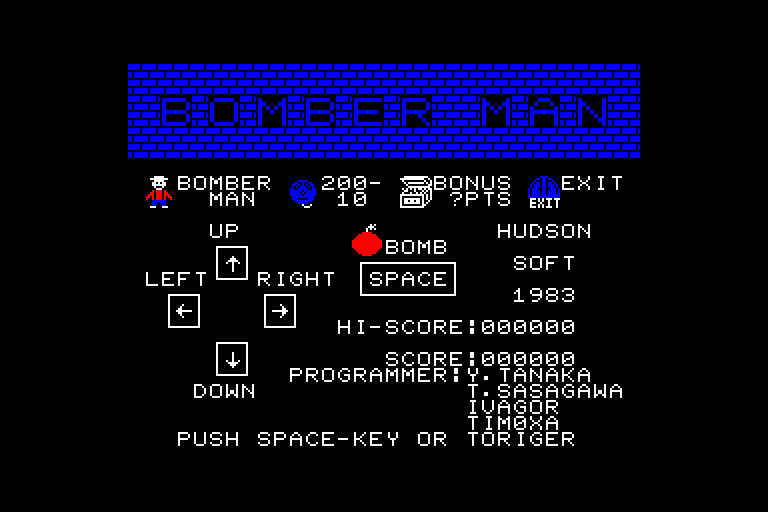 BOMBER MAN
BOMBER MAN
200-10
BONUS ?PTS
EXIT
EXIT
UP
LEFT
RIGHT
DOWN
BOMB
SPACE
HUDSON
SOFT
1983
HI-SCORE:000000
SCORE:000000
PROGRAMMER:Y.TANAKA
T.SASAGAWA
IVAGOR
TIM0XA
PUSH SPACE-KEY OR TORIGER